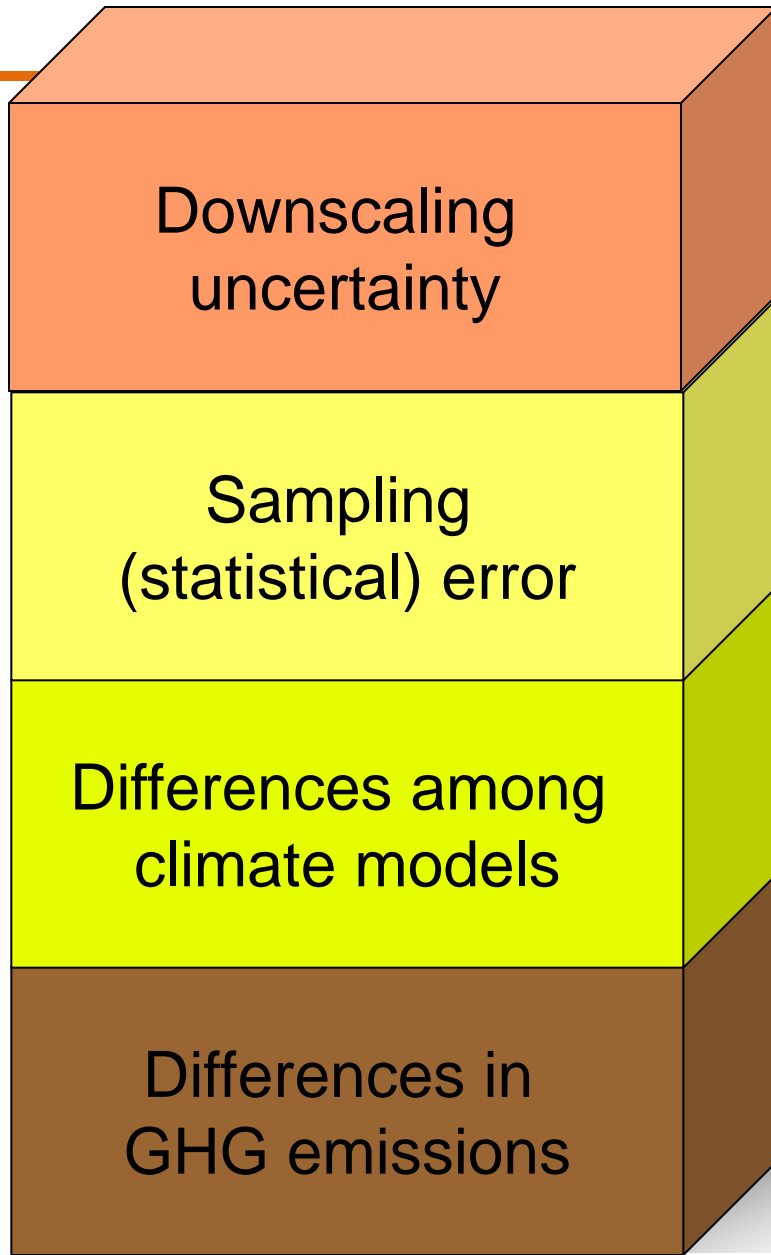 Downscaling
uncertainty
Sampling
(statistical) error
Differences among
climate models
Differences in
GHG emissions